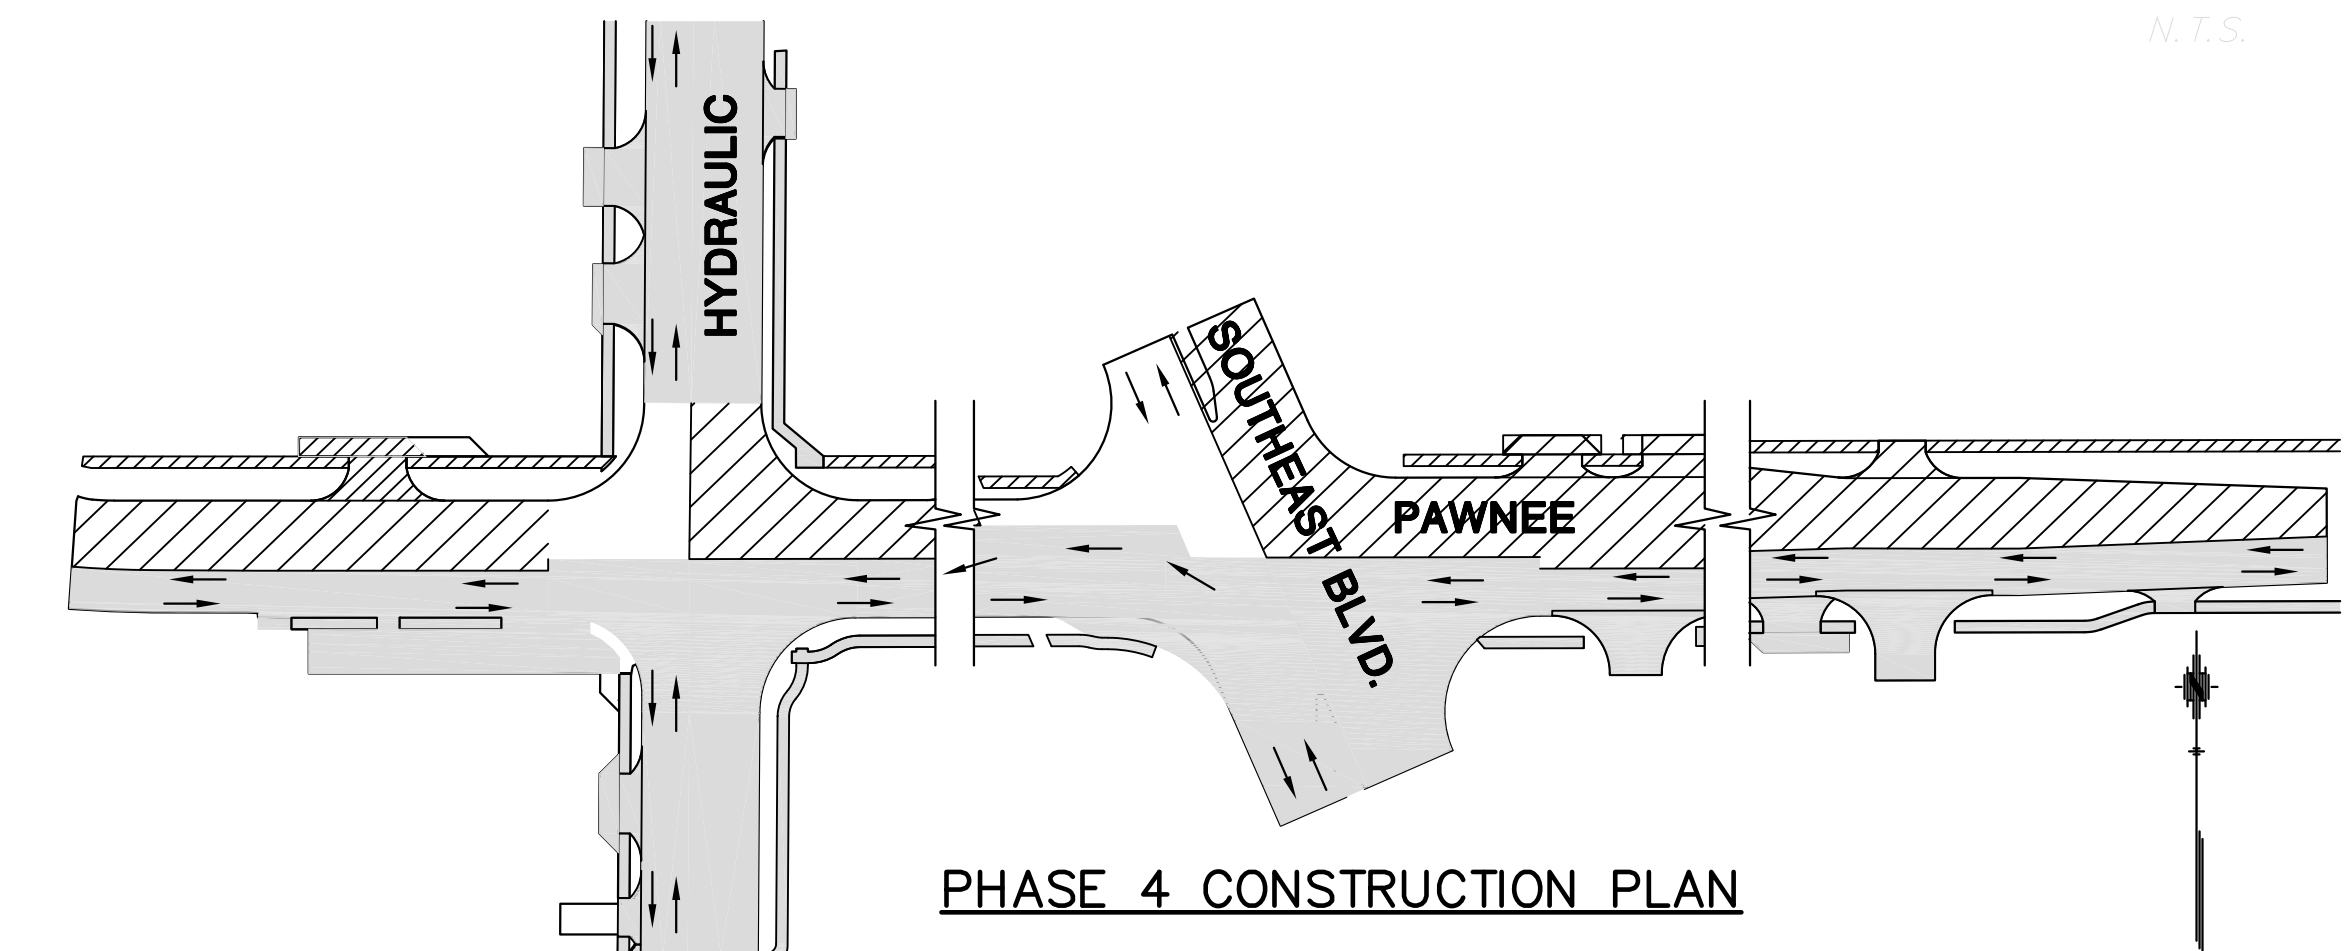 N.T.S.
HYDRAULIC
SOUTHEAST BLVD.
PAWNEE
PHASE 4 CONSTRUCTION PLAN